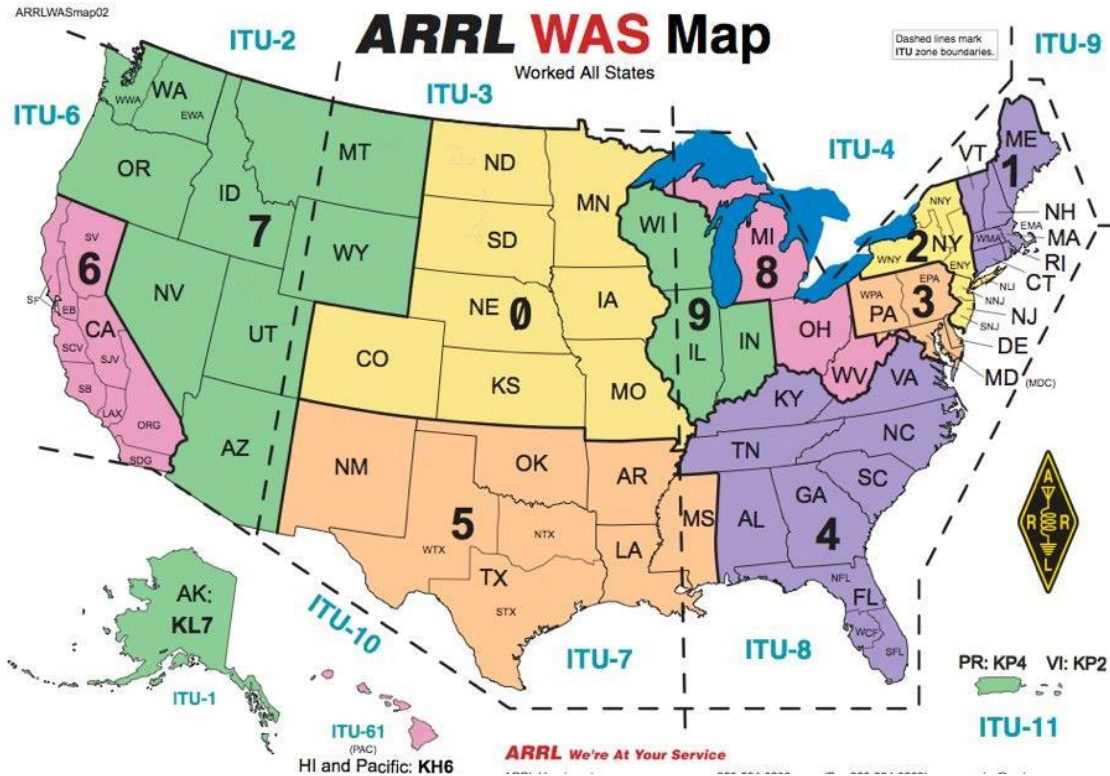 ARRLWASmap02
ARRL WAS Map
Worked All States
Dashed lines mark
ITU zone boundaries.
ITU-2
ITU-3
ITU-4
ITU-6
ITU-9
WA
WWA
EWA
OR
ID
MT
WY
7
NV
UT
AZ
SV
6
SF
EB
CA
SCV
SJV
SB
LAX
ORG
SDG
ND
SD
MN
NE 0
IA
CO
KS
MO
WI
9
IL
IN
MI
8
OH
WV
ME
1
VT
NH
EMA
MA
WMA
RI
CT
NNY
2
NY
WNY
ENY
NLI
NNJ
NJ
SNJ
EPA
WPA
PA
3
DE
MD (MDC)
KY
VA
TN
NC
SC
GA
AL
4
NFL
FL
WCF
SFL
NM
OK
AR
MS
5
WTX
NTX
LA
TX
STX
AK:
KL7
ITU-1
ITU-10
ITU-7
ITU-8
ITU-61
(PAC)
HI and Pacific: KH6
A
R R
L
PR: KP4 VI: KP2
ITU-11
ARRL We're At Your Service